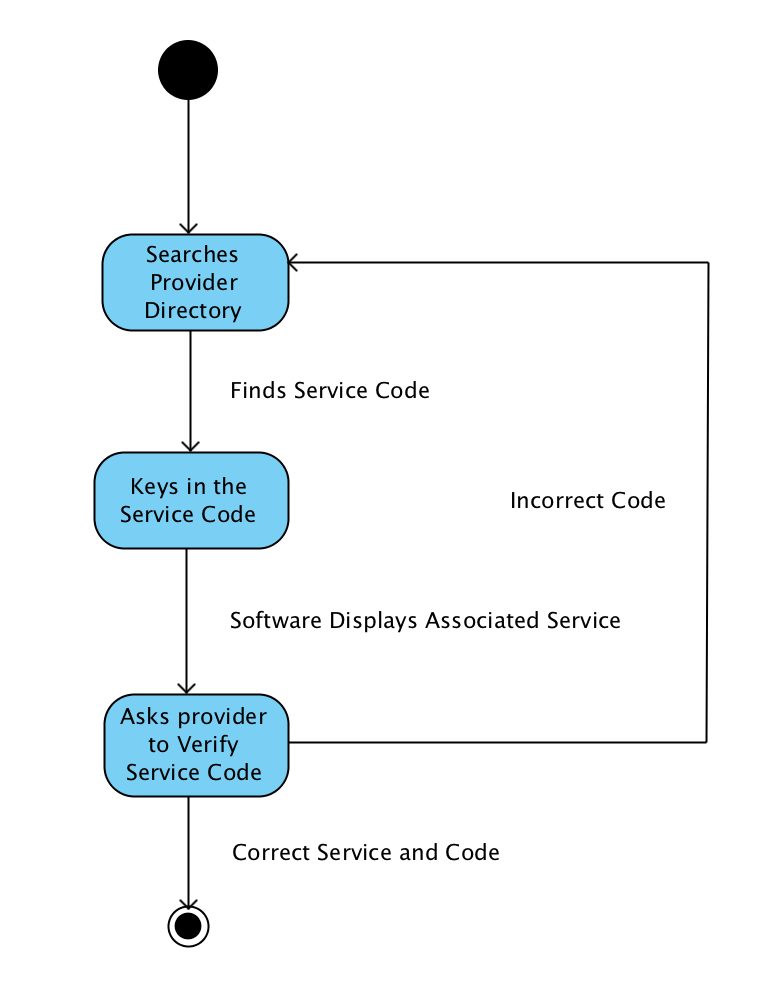 Searches
Provider
Directory
Finds Service Code
Keys in the
Service Code
Incorrect Code
Software Displays Associated Service
Asks provider
to Verify
Service Code
Correct Service and Code